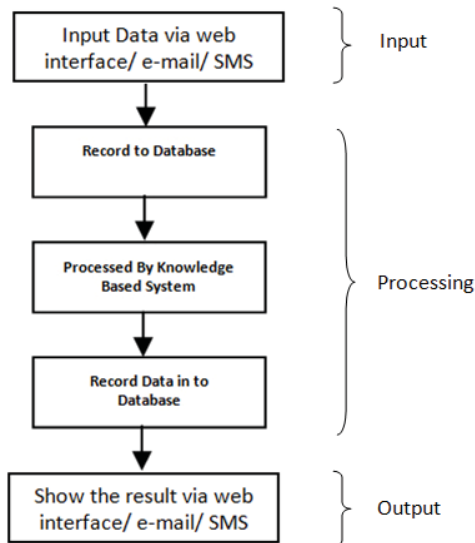 Input Data via web
interface/ e-mail/ SMS
Input
Record to Database
Processed By Knowledge
Based System
Processing
Record Data in to
Database
Show the result via web
interface/ e-mail/ SMS
Output